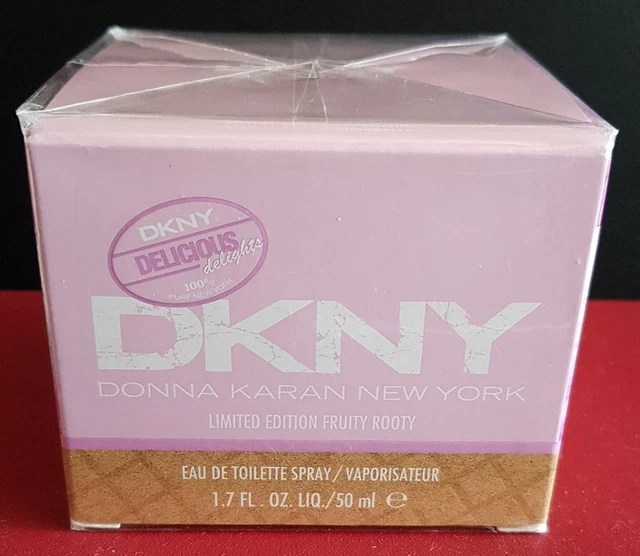 DKNY
DELICIOUS
delights
100%
PURE NEW YORK
DKNY
DONNA KARAN NEW YORK
LIMITED EDITION FRUITY ROOTY
EAU DE TOILETTE SPRAY/VAPORISATEUR
1.7 FL. OZ. LIQ./50 ml ℮